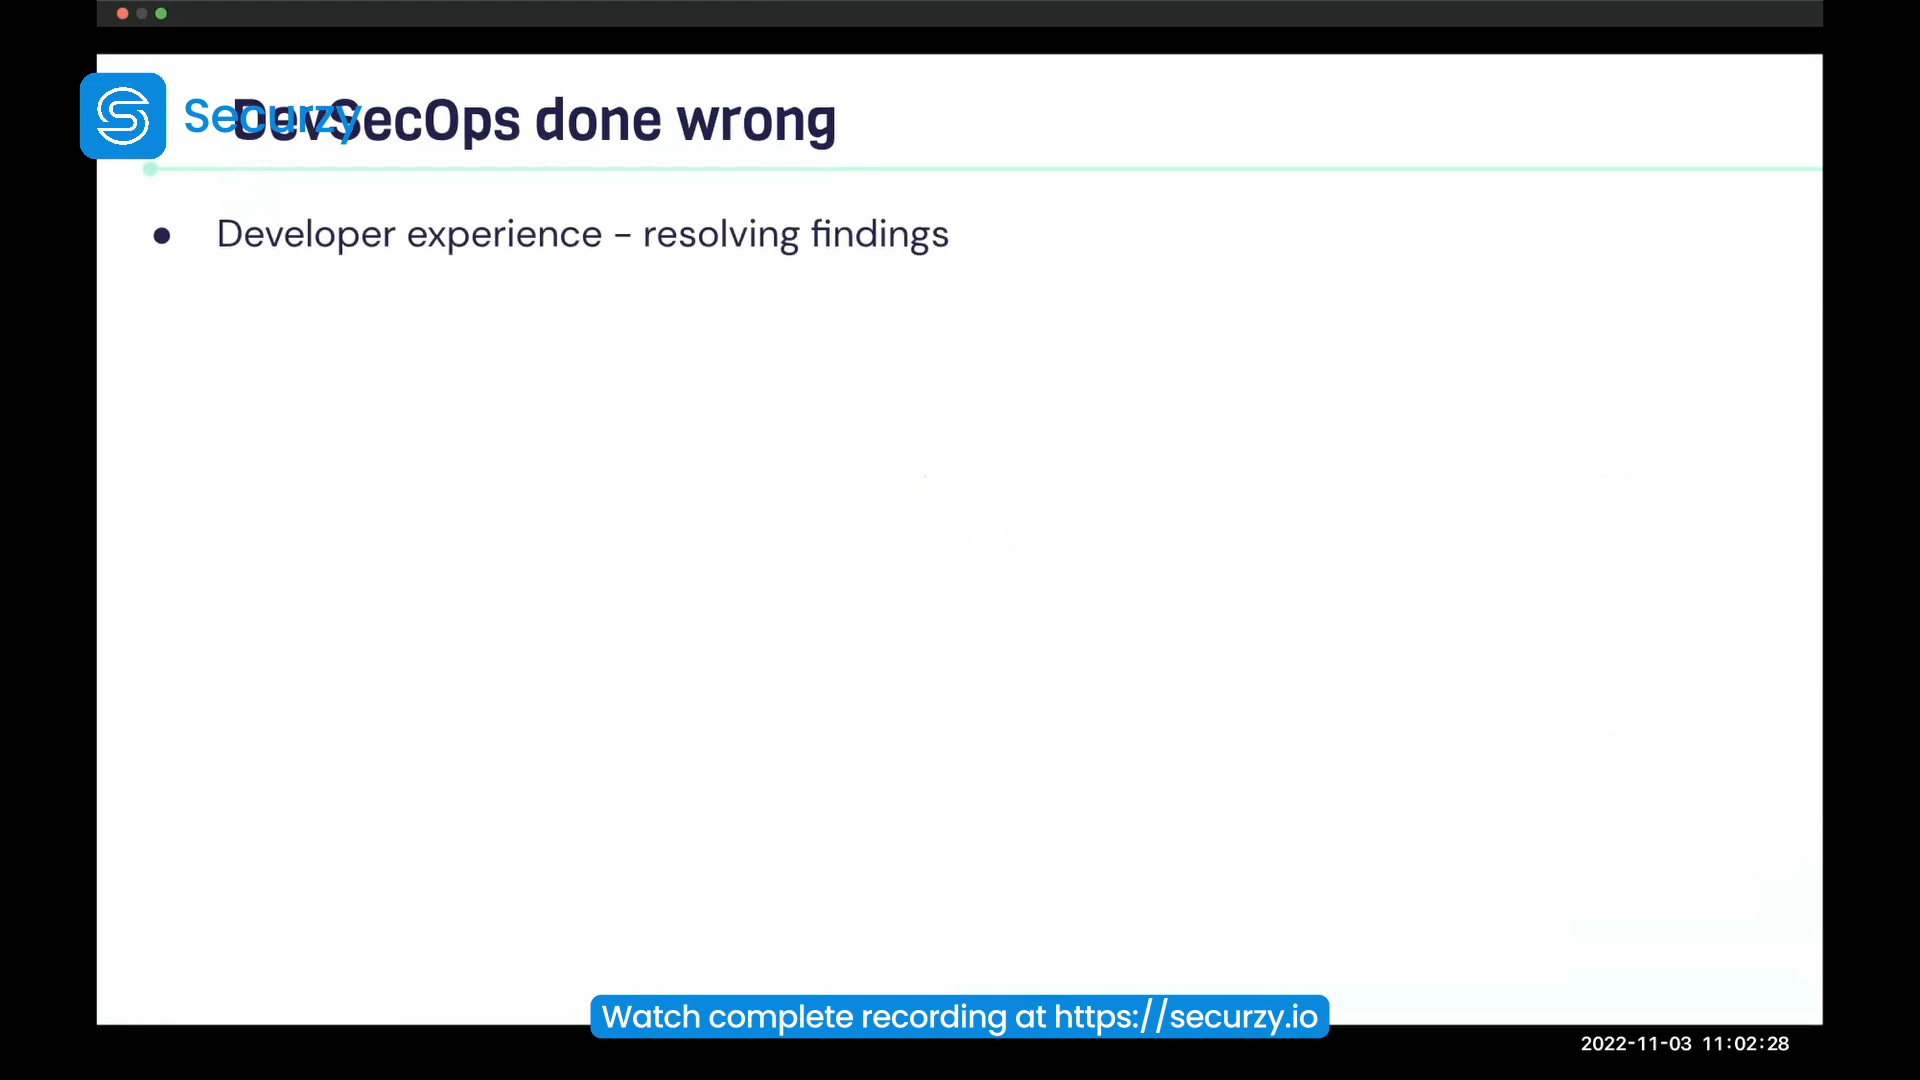 Securzy
DevSecOps done wrong
● Developer experience - resolving findings
Watch complete recording at https://securzy.io
2022-11-03 11:02:28